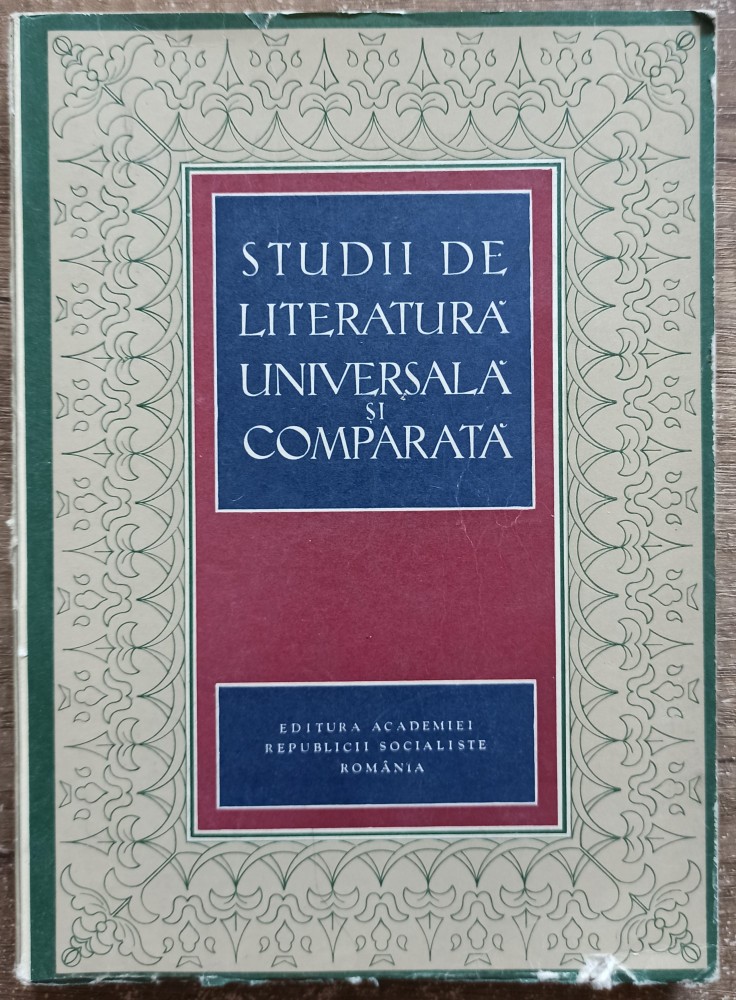 STUDII DE
LITERATURĂ
UNIVERSALĂ
ȘI
COMPARATĂ
EDITURA ACADEMIEI
REPUBLICII SOCIALISTE
ROMÂNIA